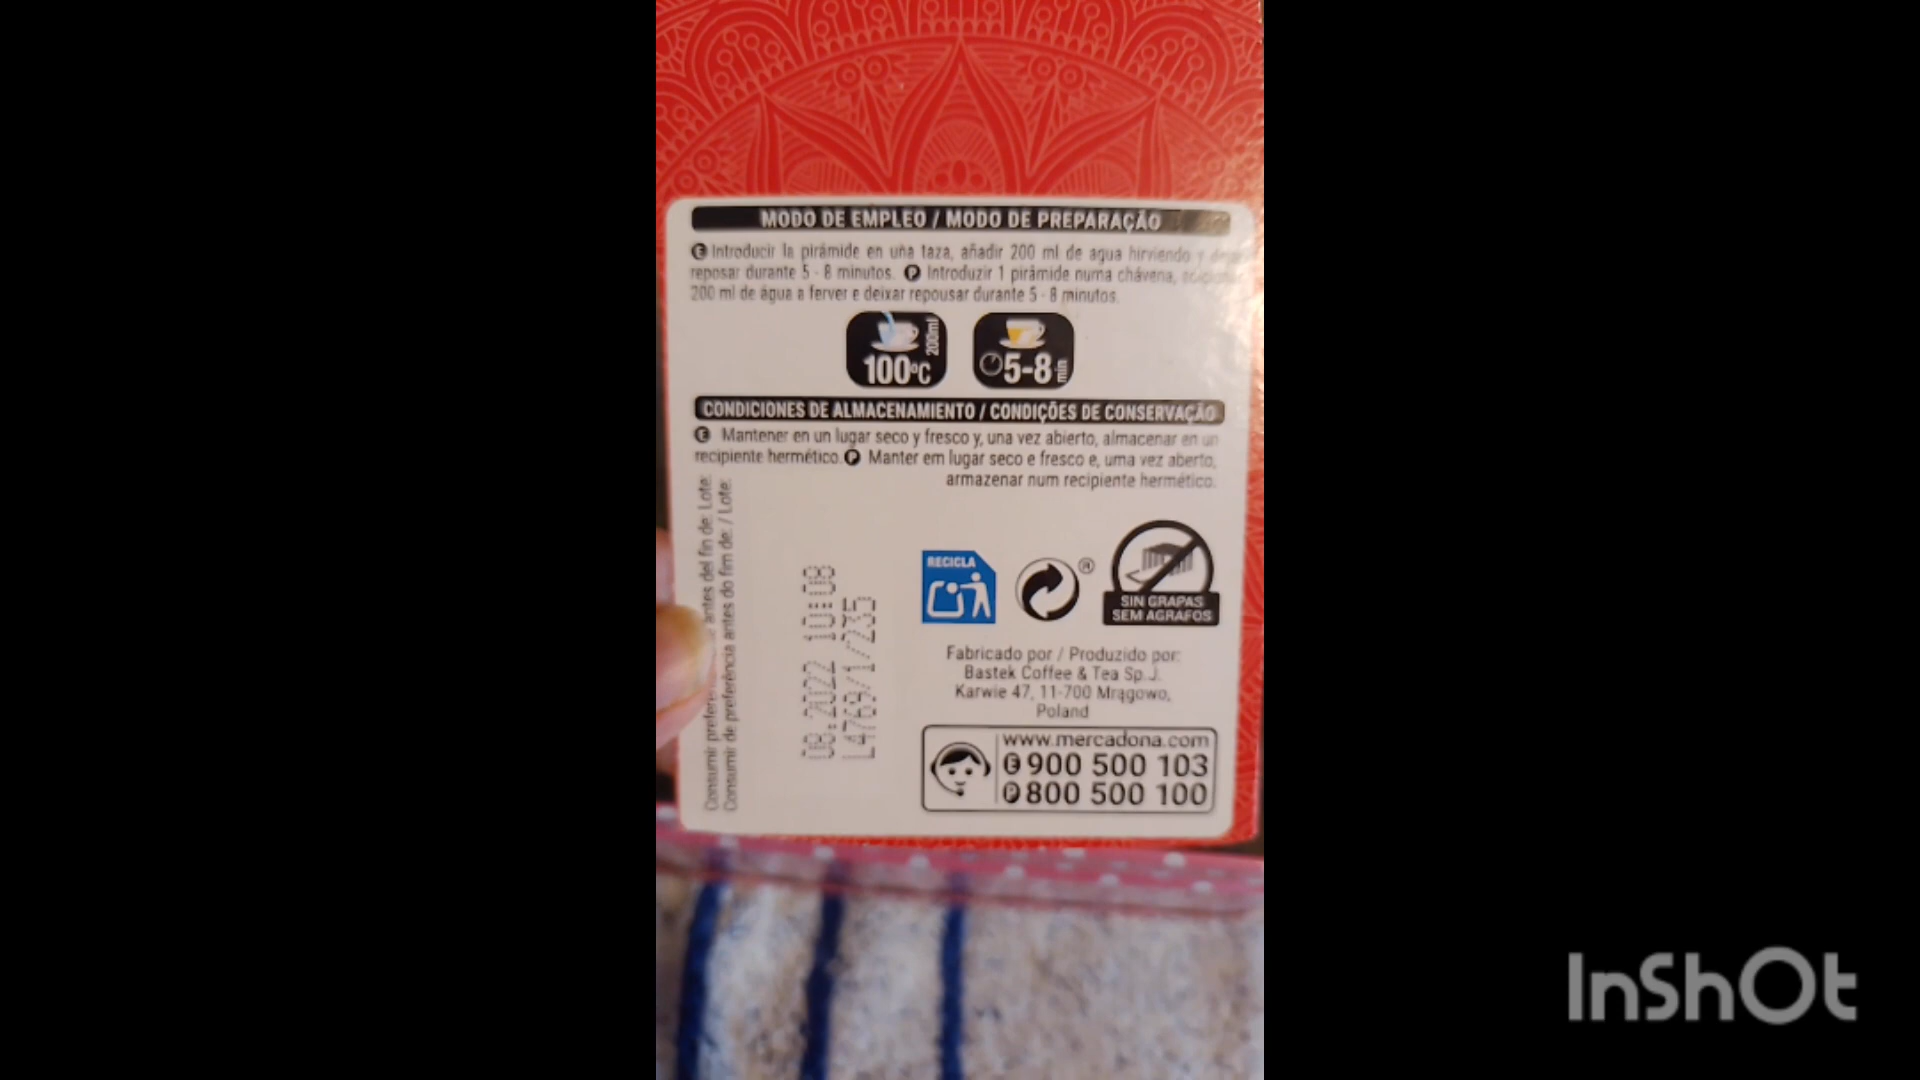 MODO DE EMPLEO / MODO DE PREPARAÇÃO
E Introducir la pirámide en una taza, añadir 200 ml de agua hirviendo y
reposar durante 5 - 8 minutos. P Introduzir 1 pirâmide numa chávena,
200 ml de água a ferver e deixar repousar durante 5 - 8 minutos.
200ml
100ºC
5-8 min
CONDICIONES DE ALMACENAMIENTO / CONDIÇÕES DE CONSERVAÇÃO
E Mantener en un lugar seco y fresco y, una vez abierto, almacenar en un
recipiente hermético. P Manter em lugar seco e fresco e, uma vez aberto,
armazenar num recipiente hermético.
Consumir antes del fin de: Lote:
Consumir de preferência antes do fim de: / Lote:
08.2022 10:08
L4769/1/235
RECICLA
®
SIN GRAPAS
SEM AGRAFOS
Fabricado por / Produzido por:
Bastek Coffee & Tea Sp.J.
Karwie 47, 11-700 Mrągowo,
Poland
www.mercadona.com
E 900 500 103
P 800 500 100
InShOt